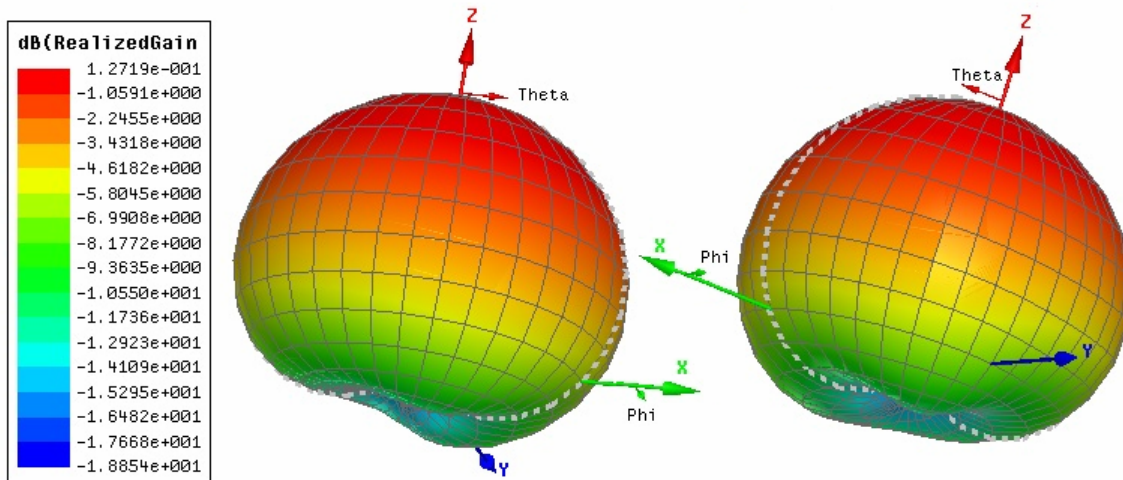 dB(RealizedGain
1.2719e-001
-1.0591e+000
-2.2455e+000
-3.4318e+000
-4.6182e+000
-5.8045e+000
-6.9908e+000
-8.1772e+000
-9.3635e+000
-1.0550e+001
-1.1736e+001
-1.2923e+001
-1.4109e+001
-1.5295e+001
-1.6482e+001
-1.7668e+001
-1.8854e+001
Z
Theta
X
Phi
Y
Z
Theta
X
Phi
Y